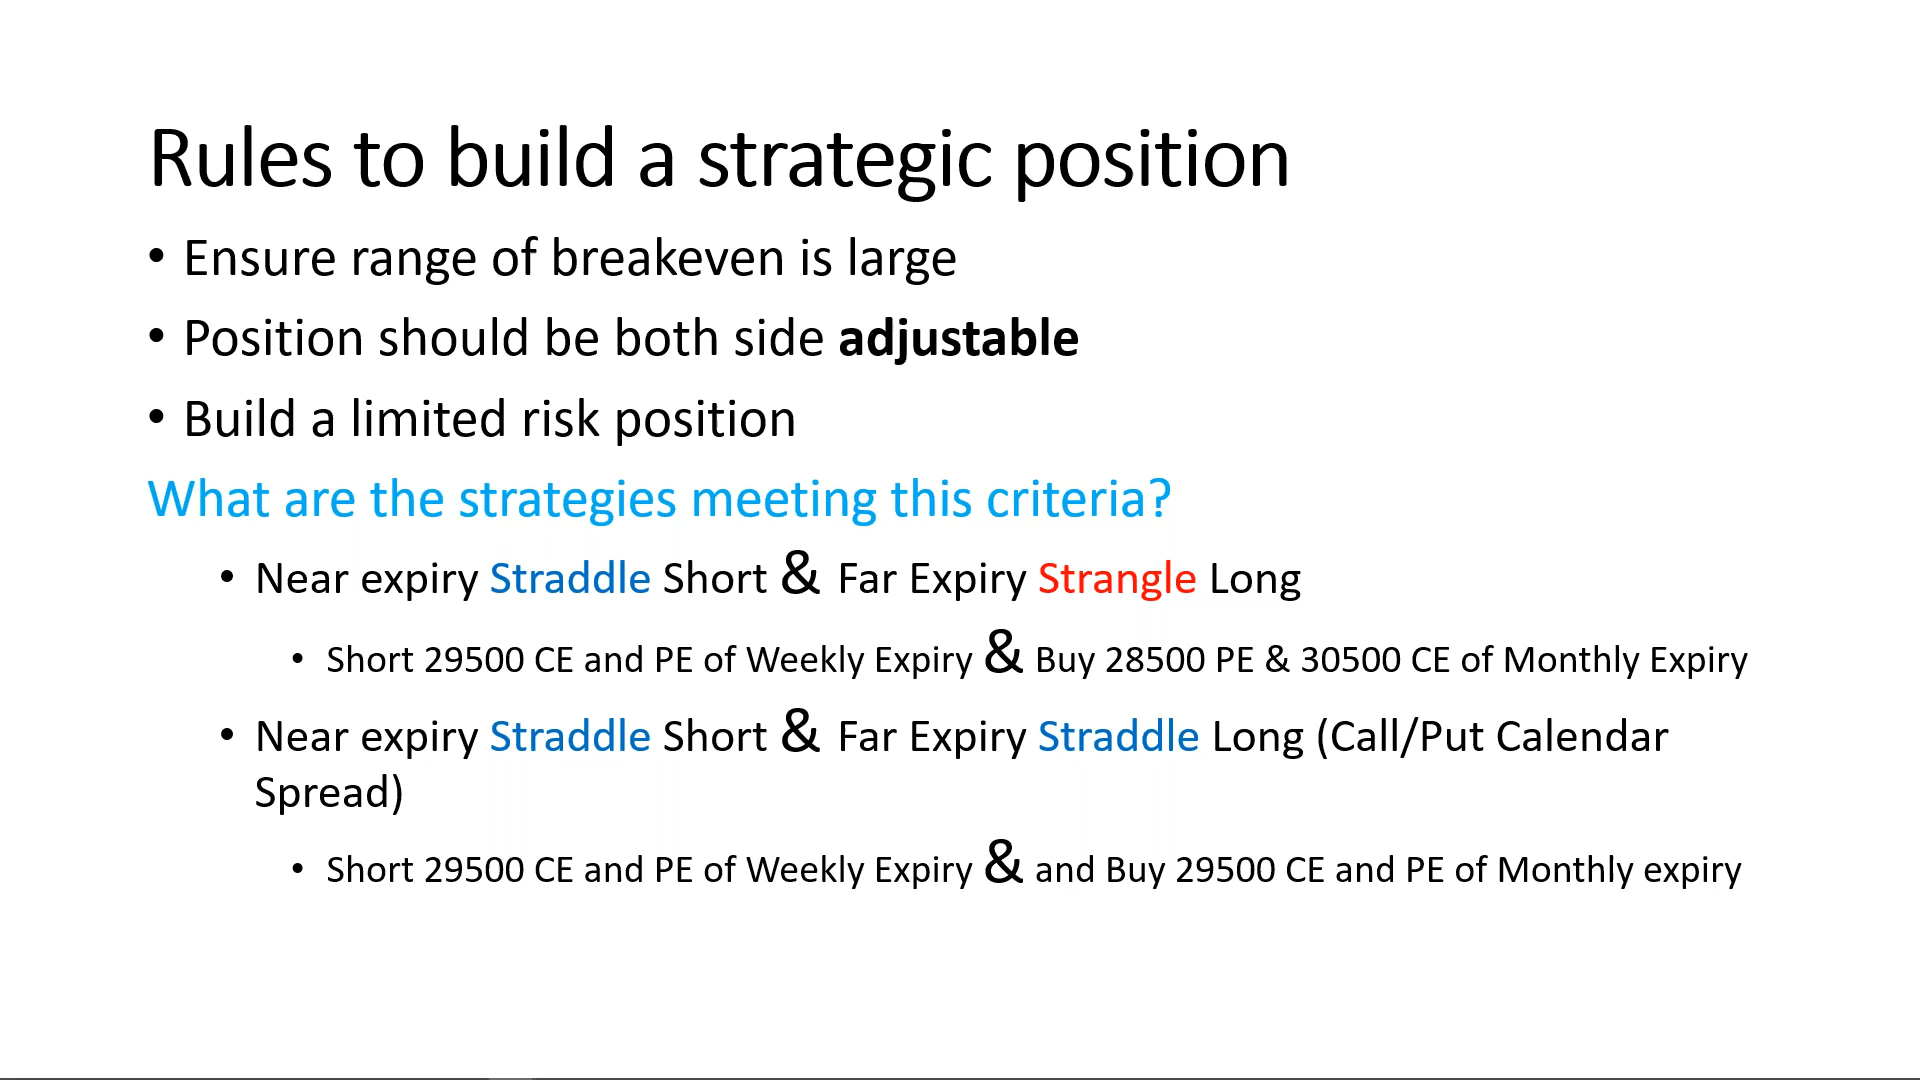 Rules to build a strategic position
• Ensure range of breakeven is large
• Position should be both side adjustable
• Build a limited risk position
What are the strategies meeting this criteria?
• Near expiry Straddle Short & Far Expiry Strangle Long
• Short 29500 CE and PE of Weekly Expiry & Buy 28500 PE & 30500 CE of Monthly Expiry
• Near expiry Straddle Short & Far Expiry Straddle Long (Call/Put Calendar
Spread)
• Short 29500 CE and PE of Weekly Expiry & and Buy 29500 CE and PE of Monthly expiry